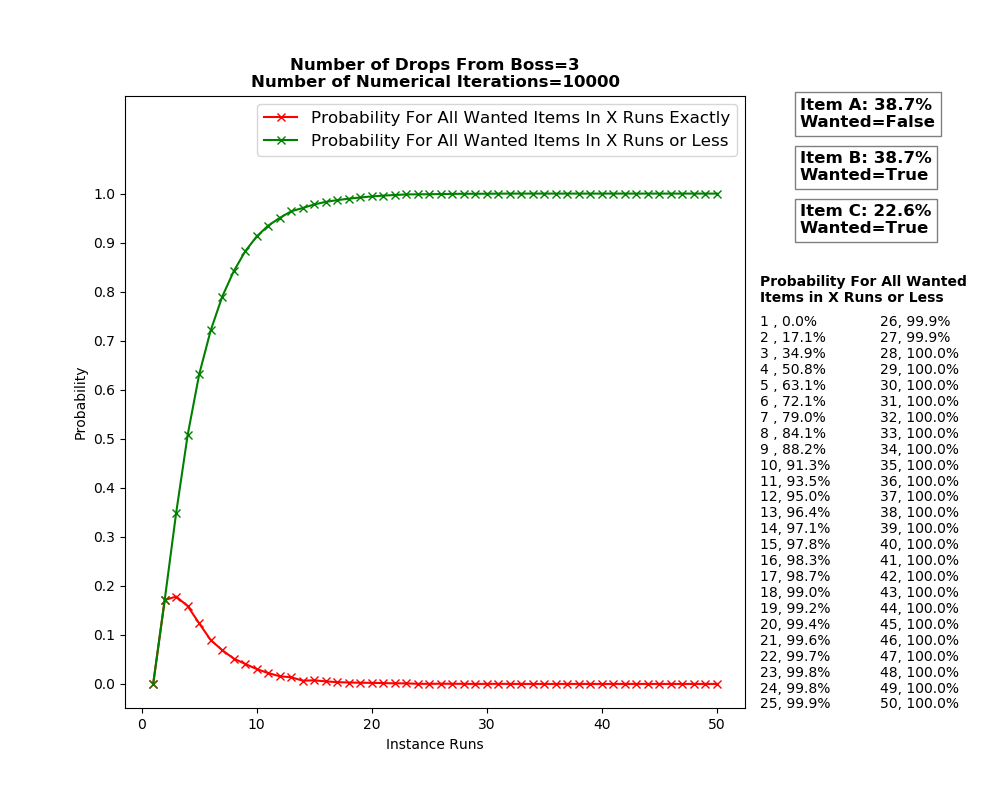 Number of Drops From Boss=3
Number of Numerical Iterations=10000
Probability For All Wanted Items In X Runs Exactly
Probability For All Wanted Items In X Runs or Less
1.0
0.9
0.8
0.7
0.6
0.5
0.4
0.3
0.2
0.1
0.0
Probability
0
10
20
30
40
50
Instance Runs
Item A: 38.7%
Wanted=False
Item B: 38.7%
Wanted=True
Item C: 22.6%
Wanted=True
Probability For All Wanted
Items in X Runs or Less
1 , 0.0%
2 , 17.1%
3 , 34.9%
4 , 50.8%
5 , 63.1%
6 , 72.1%
7 , 79.0%
8 , 84.1%
9 , 88.2%
10, 91.3%
11, 93.5%
12, 95.0%
13, 96.4%
14, 97.1%
15, 97.8%
16, 98.3%
17, 98.7%
18, 99.0%
19, 99.2%
20, 99.4%
21, 99.6%
22, 99.7%
23, 99.8%
24, 99.8%
25, 99.9%
26, 99.9%
27, 99.9%
28, 100.0%
29, 100.0%
30, 100.0%
31, 100.0%
32, 100.0%
33, 100.0%
34, 100.0%
35, 100.0%
36, 100.0%
37, 100.0%
38, 100.0%
39, 100.0%
40, 100.0%
41, 100.0%
42, 100.0%
43, 100.0%
44, 100.0%
45, 100.0%
46, 100.0%
47, 100.0%
48, 100.0%
49, 100.0%
50, 100.0%